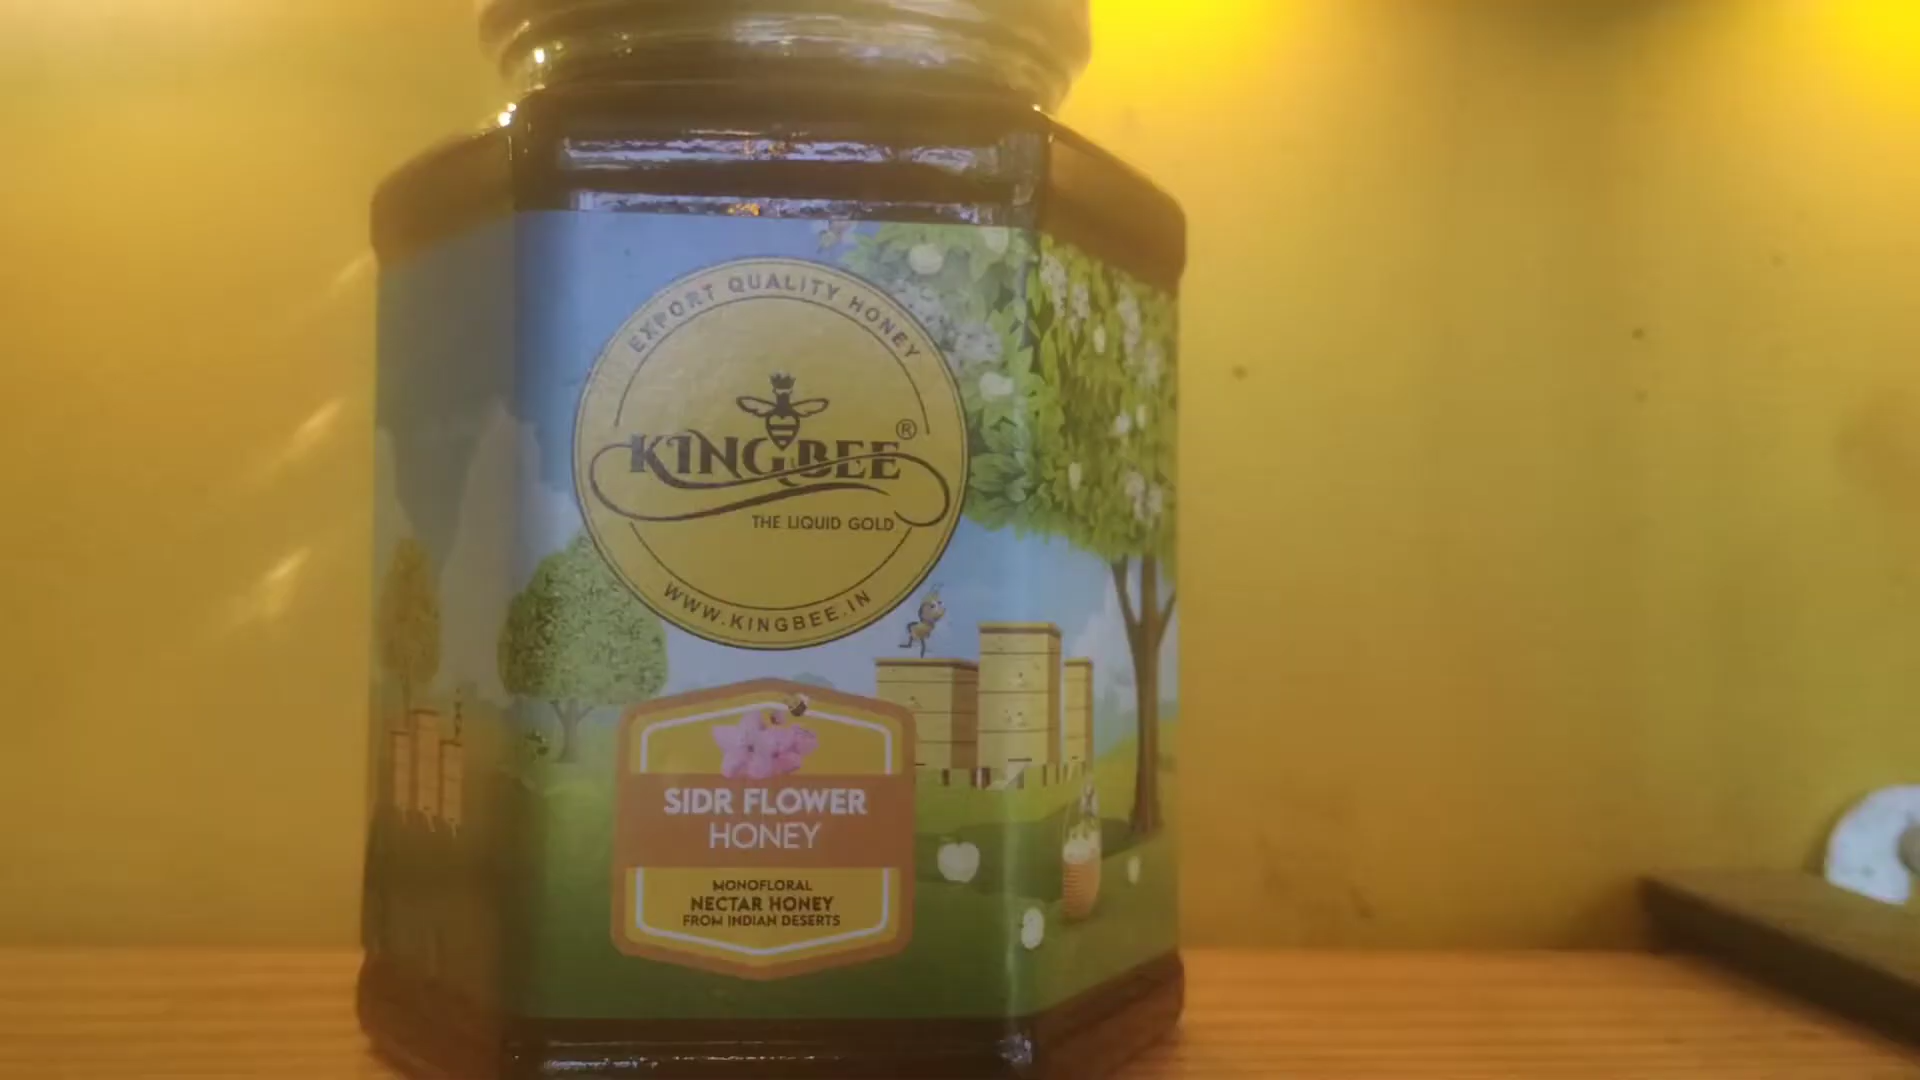 EXPORT QUALITY HONEY
KINGBEE®
THE LIQUID GOLD
WWW.KINGBEE.IN
SIDR FLOWER
HONEY
MONOFLORAL
NECTAR HONEY
FROM INDIAN DESERTS